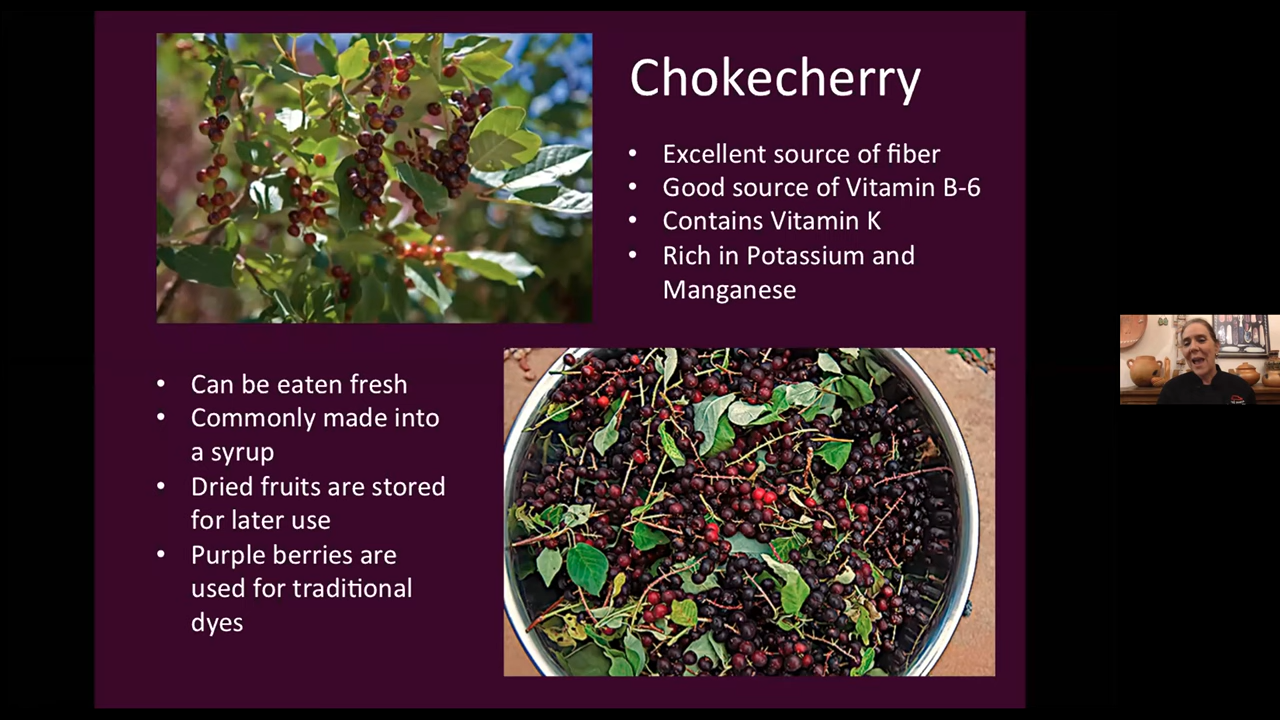 Chokecherry
• Excellent source of fiber
• Good source of Vitamin B-6
• Contains Vitamin K
• Rich in Potassium and
Manganese
• Can be eaten fresh
• Commonly made into
a syrup
• Dried fruits are stored
for later use
• Purple berries are
used for traditional
dyes